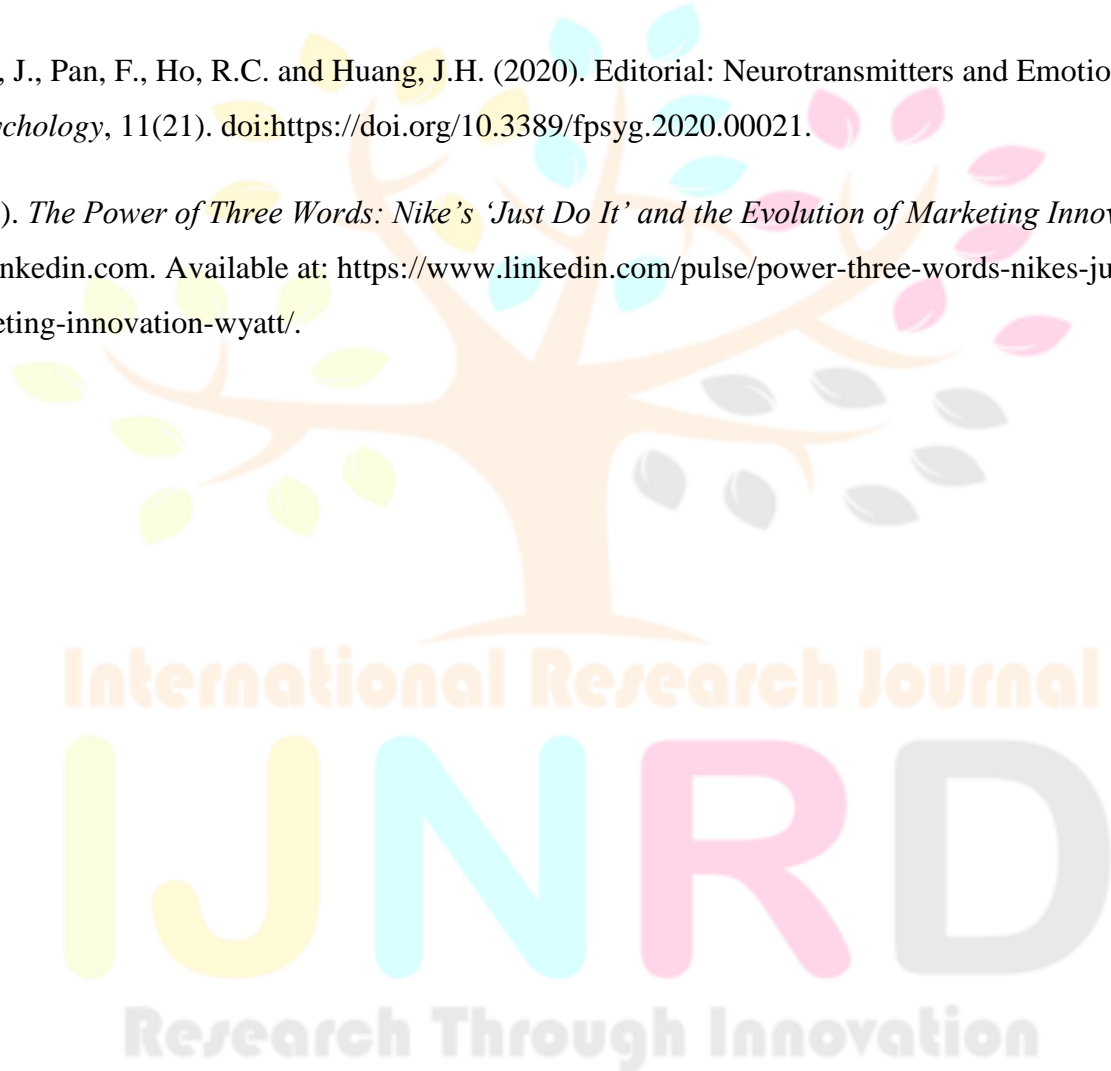 , J., Pan, F., Ho, R.C. and Huang, J.H. (2020). Editorial: Neurotransmitters and Emotio
ychology, 11(21). doi:https://doi.org/10.3389/fpsyg.2020.00021.
). The Power of Three Words: Nike’s ‘Just Do It’ and the Evolution of Marketing Innov
nkedin.com. Available at: https://www.linkedin.com/pulse/power-three-words-nikes-ju
eting-innovation-wyatt/.
International Research Journal
IJNRD
Research Through Innovation